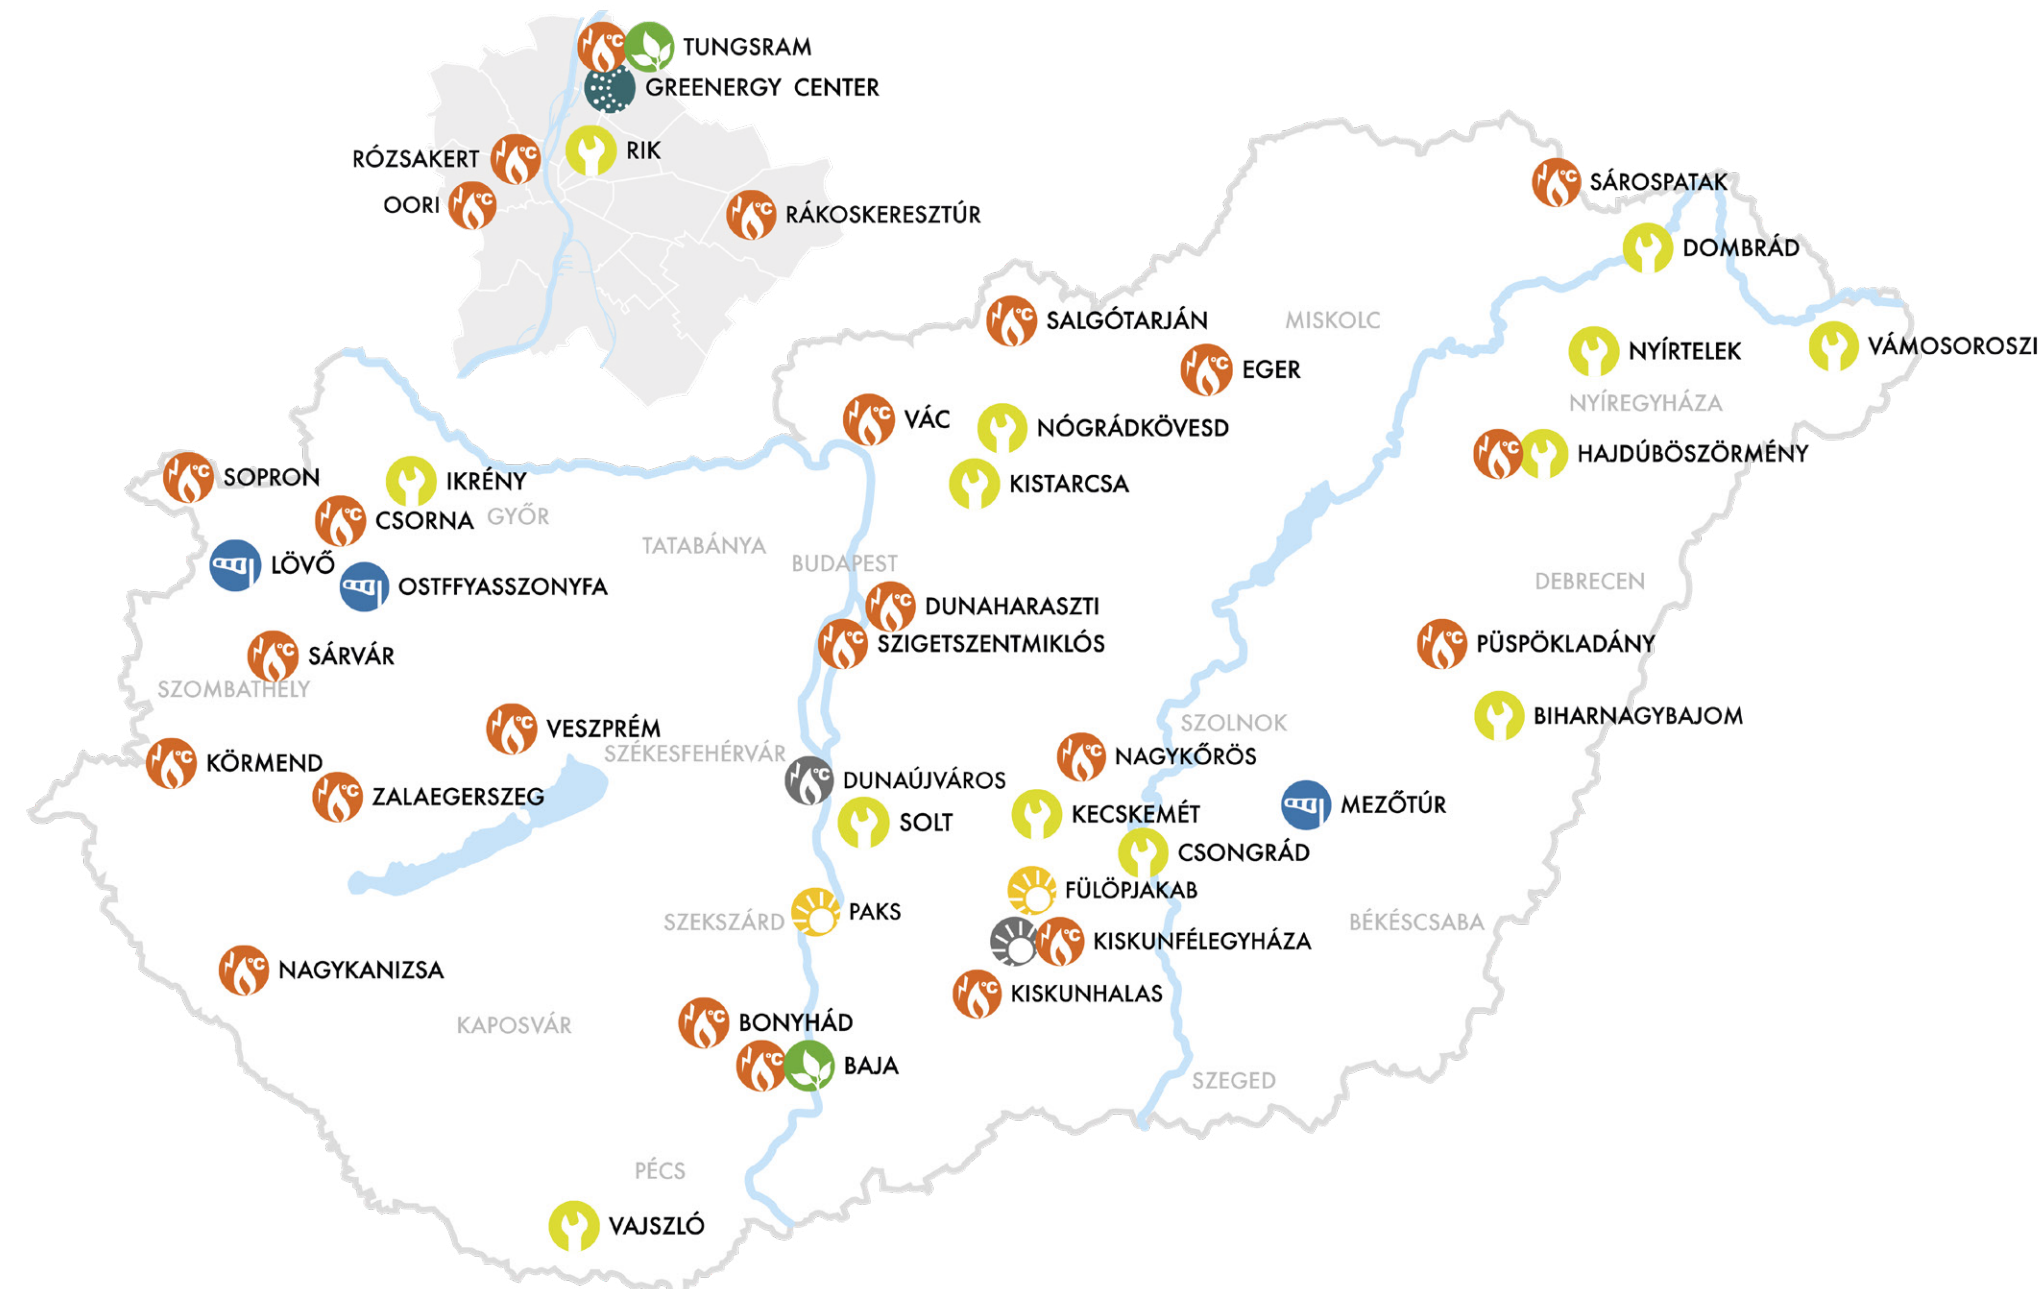 TUNGSRAM
GREENERGY CENTER
RÓZSAKERT
RIK
OORI
RÁKOSKERESZTÚR
SÁROSPATAK
DOMBRÁD
SALGÓTARJÁN
MISKOLC
NYÍRTELEK
VÁMOSOROSZI
EGER
NYÍREGYHÁZA
VÁC
NÓGRÁDKÖVESD
HAJDÚBÖSZÖRMÉNY
SOPRON
IKRÉNY
KISTARCSA
CSORNA
GYŐR
TATABÁNYA
BUDAPEST
LÖVŐ
OSTFFYASSZONYFA
DEBRECEN
DUNAHARASZTI
SZIGETSZENTMIKLÓS
PÜSPÖKLADÁNY
SÁRVÁR
SZOMBATHELY
BIHARNAGYBAJOM
VESZPRÉM
SZOLNOK
SZÉKESFEHÉRVÁR
NAGYKŐRÖS
KÖRMEND
DUNAÚJVÁROS
ZALAEGERSZEG
MEZŐTÚR
SOLT
KECSKEMÉT
CSONGRÁD
FÜLÖPJAKAB
PAKS
SZEKSZÁRD
BÉKÉSCSABA
KISKUNFÉLEGYHÁZA
NAGYKANIZSA
KISKUNHALAS
KAPOSVÁR
BONYHÁD
BAJA
SZEGED
PÉCS
VAJSZLÓ